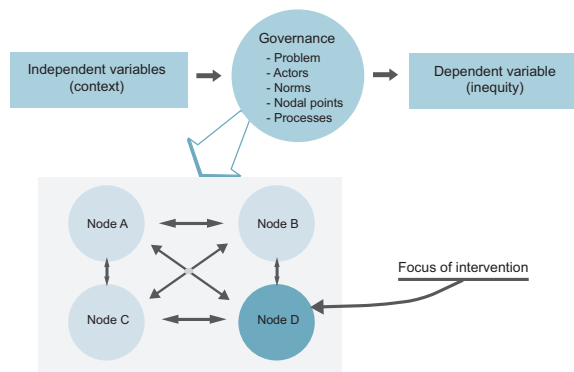 Governance
- Problem
- Actors
- Norms
- Nodal points
- Processes
Independent variables
(context)
Dependent variable
(inequity)
Node A
Node B
Focus of intervention
Node C
Node D